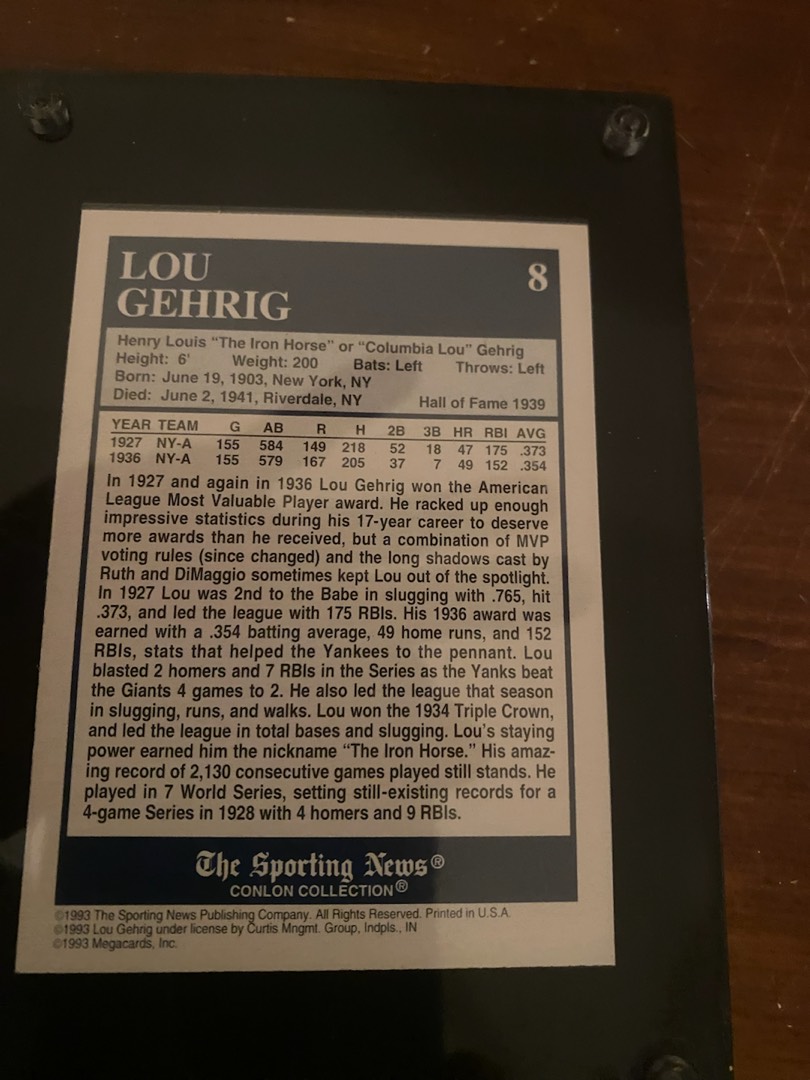 LOU
GEHRIG
8
Henry Louis "The Iron Horse" or "Columbia Lou" Gehrig
Height: 6' Weight: 200 Bats: Left Throws: Left
Born: June 19, 1903, New York, NY
Died: June 2, 1941, Riverdale, NY Hall of Fame 1939
YEAR TEAM G AB R H 2B 3B HR RBI AVG
1927 NY-A 155 584 149 218 52 18 47 175 .373
1936 NY-A 155 579 167 205 37 7 49 152 .354
In 1927 and again in 1936 Lou Gehrig won the American
League Most Valuable Player award. He racked up enough
impressive statistics during his 17-year career to deserve
more awards than he received, but a combination of MVP
voting rules (since changed) and the long shadows cast by
Ruth and DiMaggio sometimes kept Lou out of the spotlight.
In 1927 Lou was 2nd to the Babe in slugging with .765, hit
.373, and led the league with 175 RBIs. His 1936 award was
earned with a .354 batting average, 49 home runs, and 152
RBIs, stats that helped the Yankees to the pennant. Lou
blasted 2 homers and 7 RBIs in the Series as the Yanks beat
the Giants 4 games to 2. He also led the league that season
in slugging, runs, and walks. Lou won the 1934 Triple Crown,
and led the league in total bases and slugging. Lou's staying
power earned him the nickname "The Iron Horse." His amaz-
ing record of 2,130 consecutive games played still stands. He
played in 7 World Series, setting still-existing records for a
4-game Series in 1928 with 4 homers and 9 RBIs.
The Sporting News®
CONLON COLLECTION®
©1993 The Sporting News Publishing Company. All Rights Reserved. Printed in U.S.A.
©1993 Lou Gehrig under license by Curtis Mngmt. Group, Indpls., IN
©1993 Megacards, Inc.